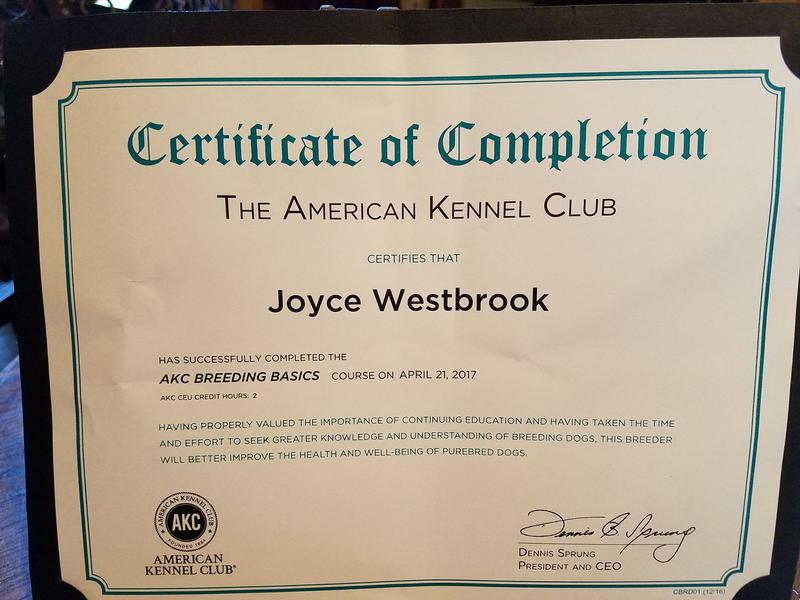 Certificate of Completion
THE AMERICAN KENNEL CLUB
CERTIFIES THAT
Joyce Westbrook
HAS SUCCESSFULLY COMPLETED THE
AKC BREEDING BASICS COURSE ON APRIL 21, 2017
AKC CEU CREDIT HOURS: 2
HAVING PROPERLY VALUED THE IMPORTANCE OF CONTINUING EDUCATION AND HAVING TAKEN THE TIME
AND EFFORT TO SEEK GREATER KNOWLEDGE AND UNDERSTANDING OF BREEDING DOGS, THIS BREEDER
WILL BETTER IMPROVE THE HEALTH AND WELL-BEING OF PUREBRED DOGS.
AMERICAN KENNEL CLUB
AKC
FOUNDED 1884
AMERICAN
KENNEL CLUB®
Dennis B. Sprung
DENNIS SPRUNG
PRESIDENT AND CEO
CBRD01 (12/16)